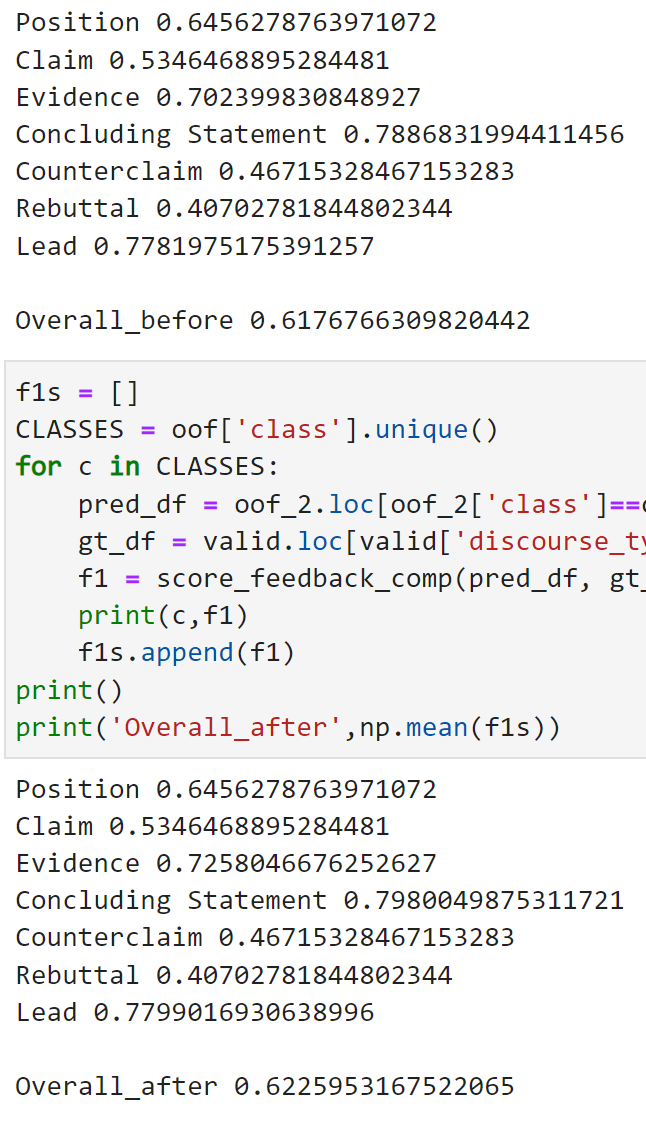 Position 0.6456278763971072
Claim 0.5346468895284481
Evidence 0.702399830848927
Concluding Statement 0.7886831994411456
Counterclaim 0.46715328467153283
Rebuttal 0.40702781844802344
Lead 0.7781975175391257
Overall_before 0.6176766309820442
f1s = []
CLASSES = oof['class'].unique()
for c in CLASSES:
    pred_df = oof_2.loc[oof_2['class']==c
    gt_df = valid.loc[valid['discourse_ty
    f1 = score_feedback_comp(pred_df, gt_
    print(c,f1)
    f1s.append(f1)
print()
print('Overall_after',np.mean(f1s))
Position 0.6456278763971072
Claim 0.5346468895284481
Evidence 0.7258046676252627
Concluding Statement 0.7980049875311721
Counterclaim 0.46715328467153283
Rebuttal 0.40702781844802344
Lead 0.7799016930638996
Overall_after 0.6225953167522065